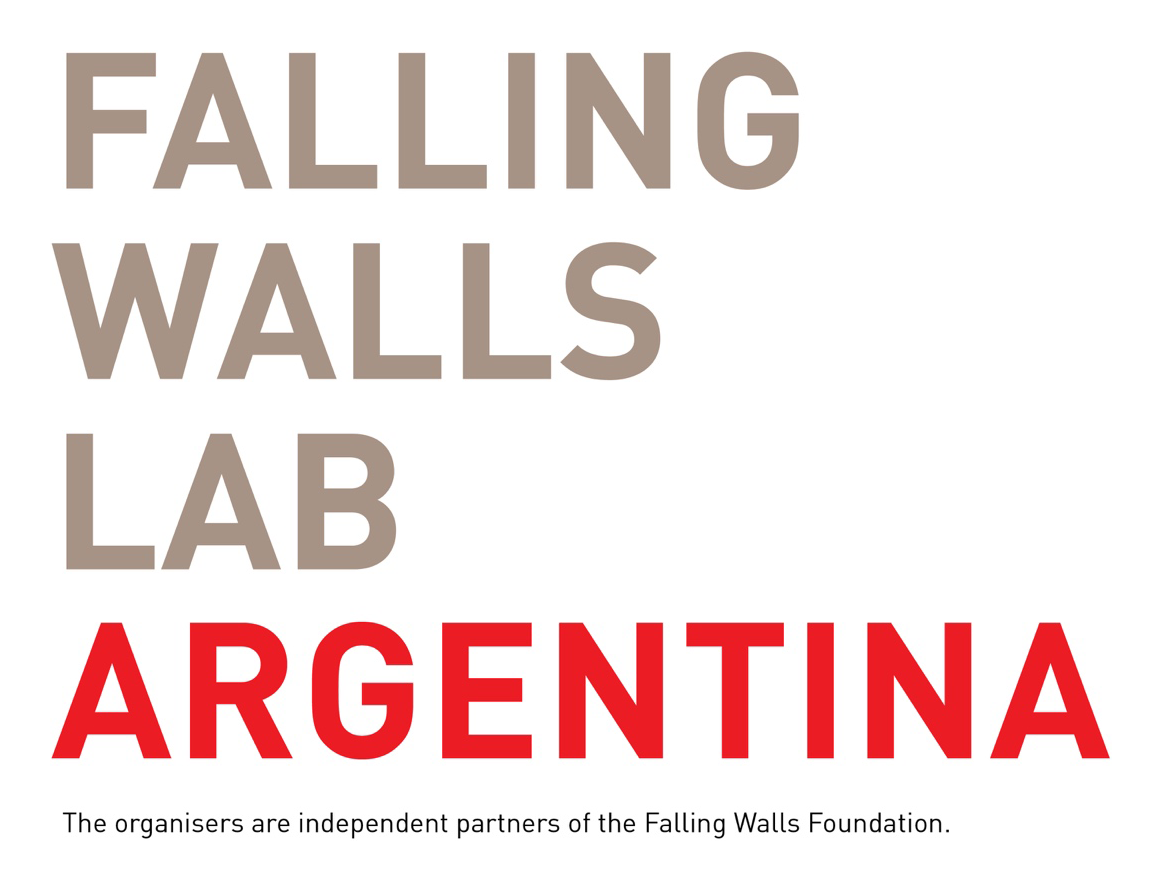 FALLING
WALLS
LAB
ARGENTINA
The organisers are independent partners of the Falling Walls Foundation.